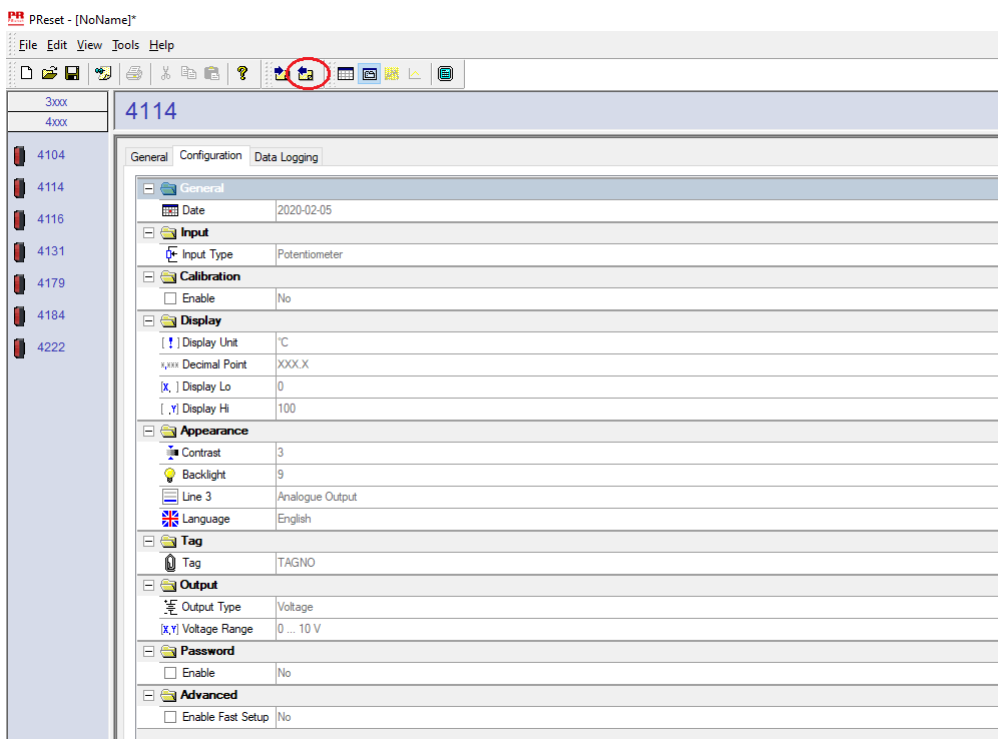 PR PReset - [NoName]*
File Edit View Tools Help
3xxx
4xxx
4104
4114
4116
4131
4179
4184
4222
4114
General Configuration Data Logging
General
Date 2020-02-05
Input
Input Type Potentiometer
Calibration
Enable No
Display
[ ! ] Display Unit °C
x,xxx Decimal Point XXX.X
[X, ] Display Lo 0
[ ,Y] Display Hi 100
Appearance
Contrast 3
Backlight 9
Line 3 Analogue Output
Language English
Tag
Tag TAGNO
Output
Output Type Voltage
[X,Y] Voltage Range 0 ... 10 V
Password
Enable No
Advanced
Enable Fast Setup No